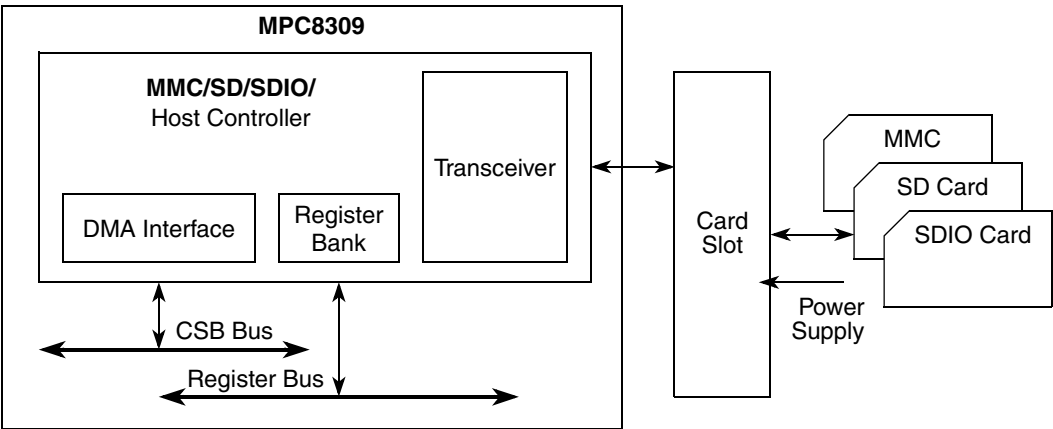 MPC8309
MMC/SD/SDIO/
Host Controller
Transceiver
DMA Interface
Register
Bank
CSB Bus
Register Bus
Card
Slot
MMC
SD Card
SDIO Card
Power
Supply